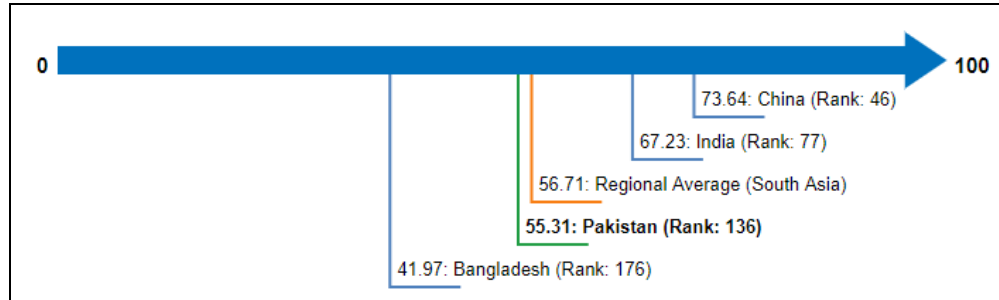 0
100
73.64: China (Rank: 46)
67.23: India (Rank: 77)
56.71: Regional Average (South Asia)
55.31: Pakistan (Rank: 136)
41.97: Bangladesh (Rank: 176)